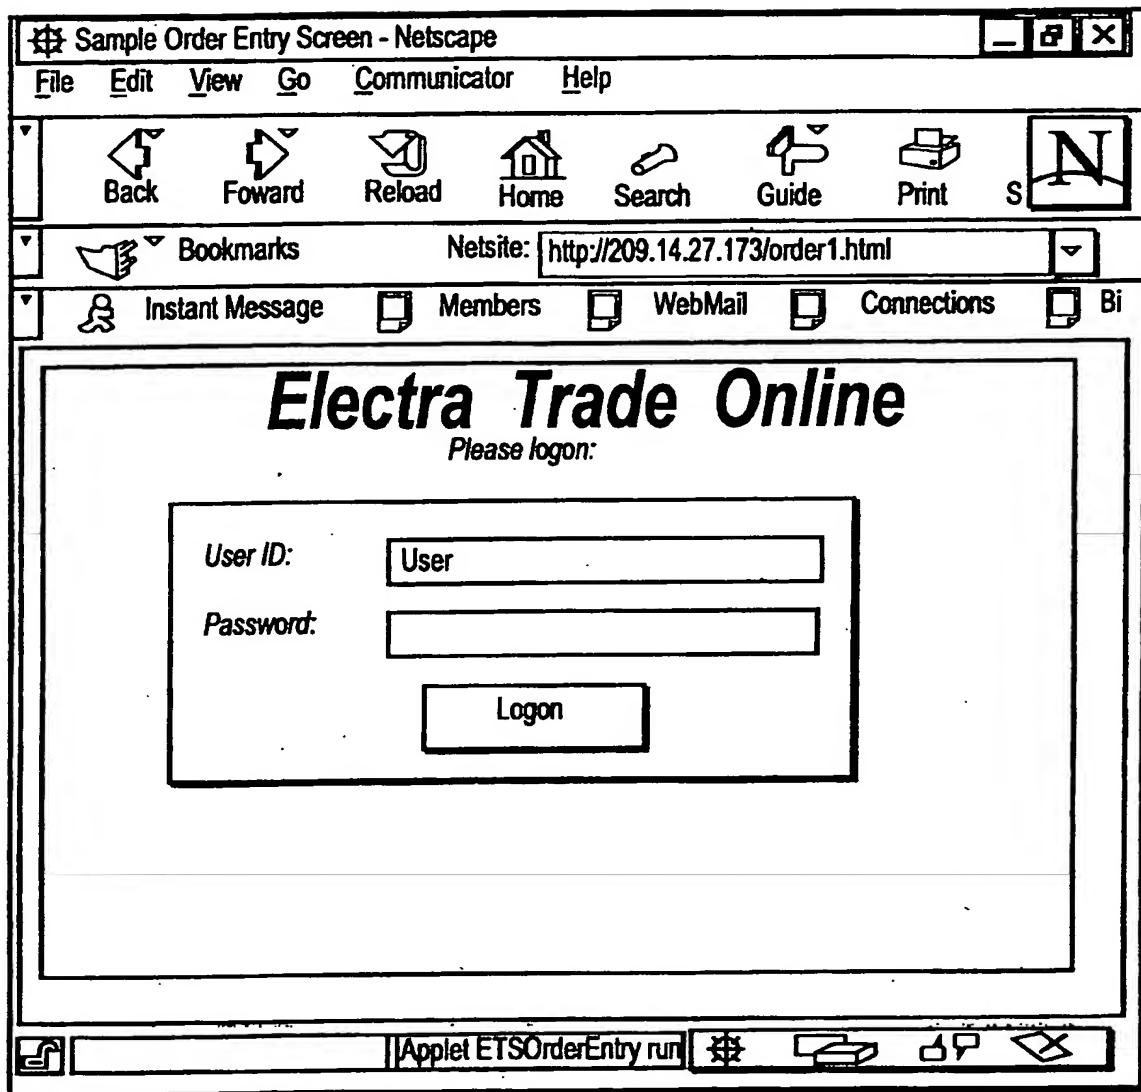 Sample Order Entry Screen - Netscape
File Edit View Go Communicator Help
Back Foward Reload Home Search Guide Print S N
Bookmarks Netsite: http://209.14.27.173/order1.html
Instant Message Members WebMail Connections Bi
Electra Trade Online
Please logon:
User ID: User
Password:
Logon
Applet ETSOrderEntry run